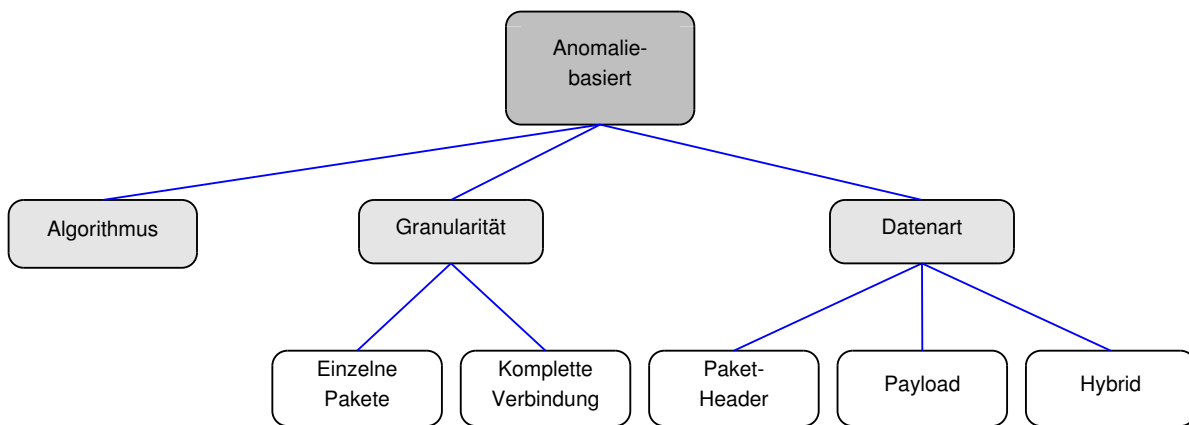 Anomalie-
basiert
Algorithmus
Granularität
Datenart
Einzelne
Pakete
Komplette
Verbindung
Paket-
Header
Payload
Hybrid